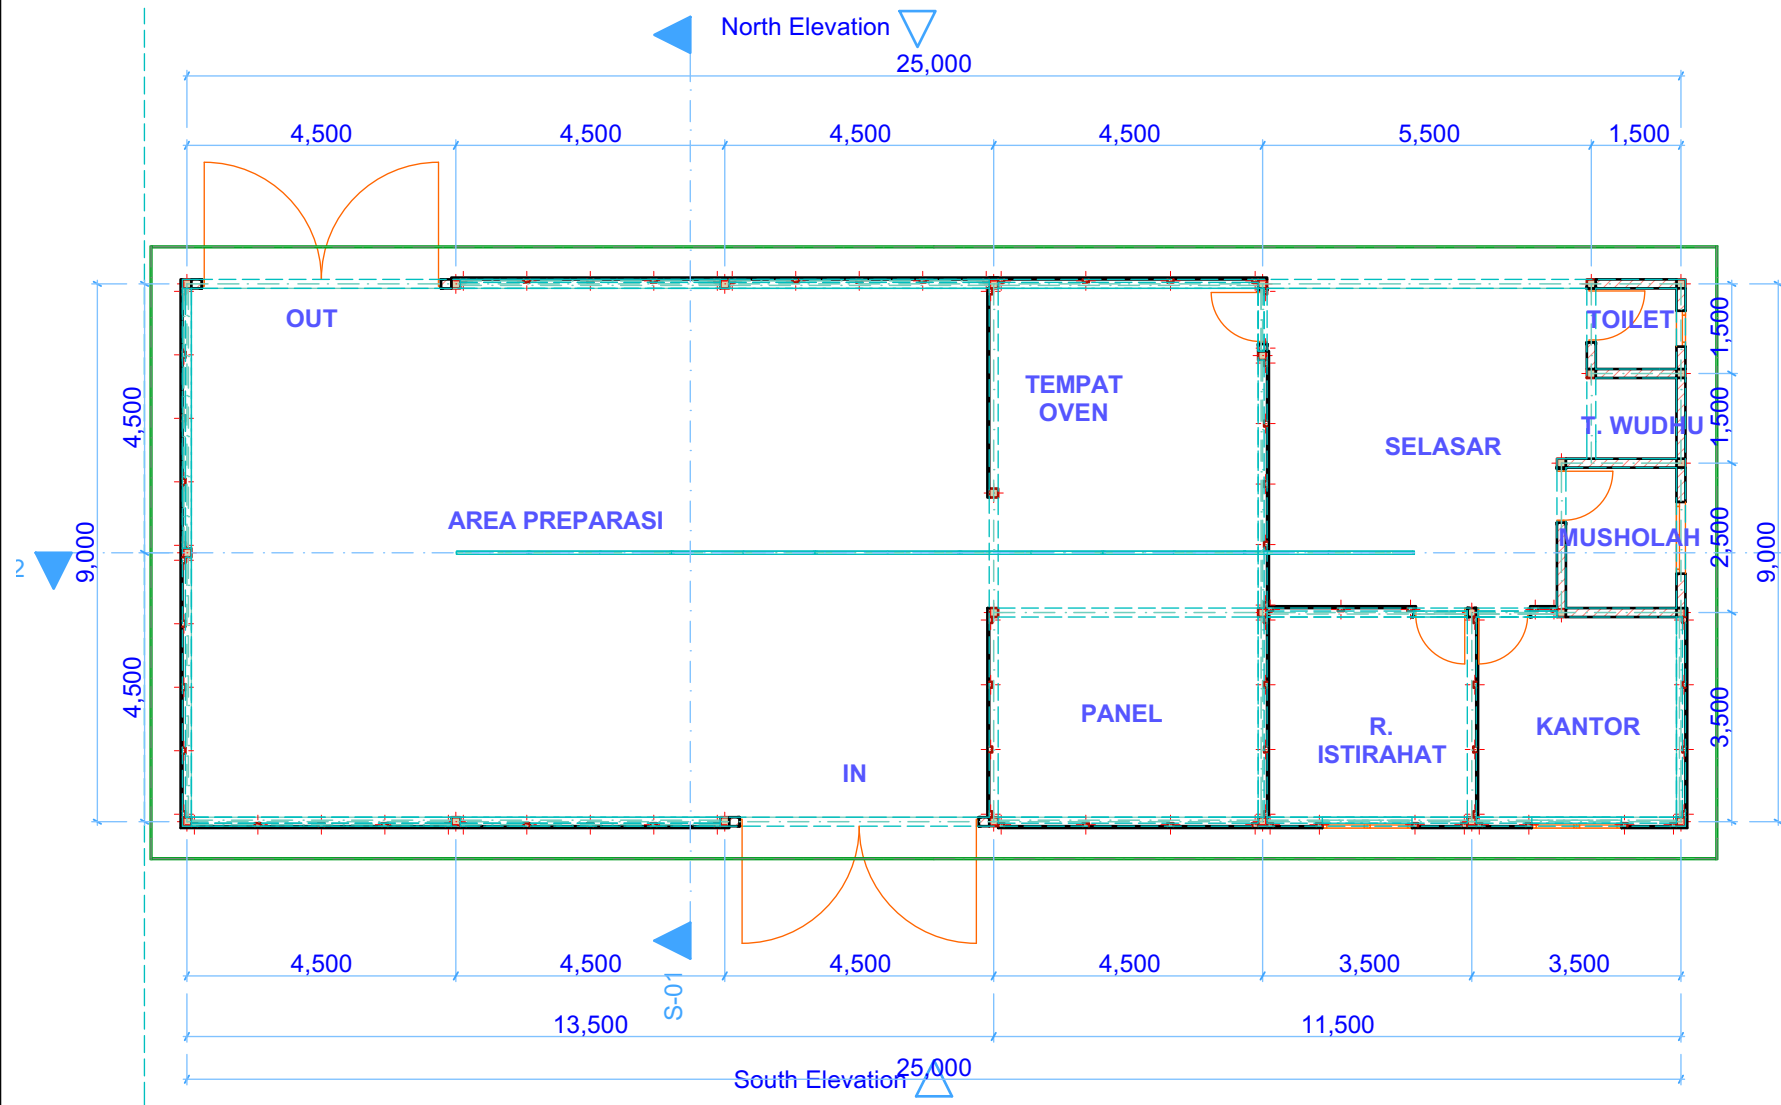 North Elevation
25,000
4,500
4,500
4,500
4,500
5,500
1,500
OUT
TOILET
1,500
TEMPAT
OVEN
4,500
T. WUDHU
1,500
SELASAR
AREA PREPARASI
MUSHOLAH
2,500
9,000
9,000
2
4,500
PANEL
R.
ISTIRAHAT
KANTOR
3,500
IN
4,500
4,500
4,500
4,500
3,500
3,500
S-01
13,500
11,500
25,000
South Elevation